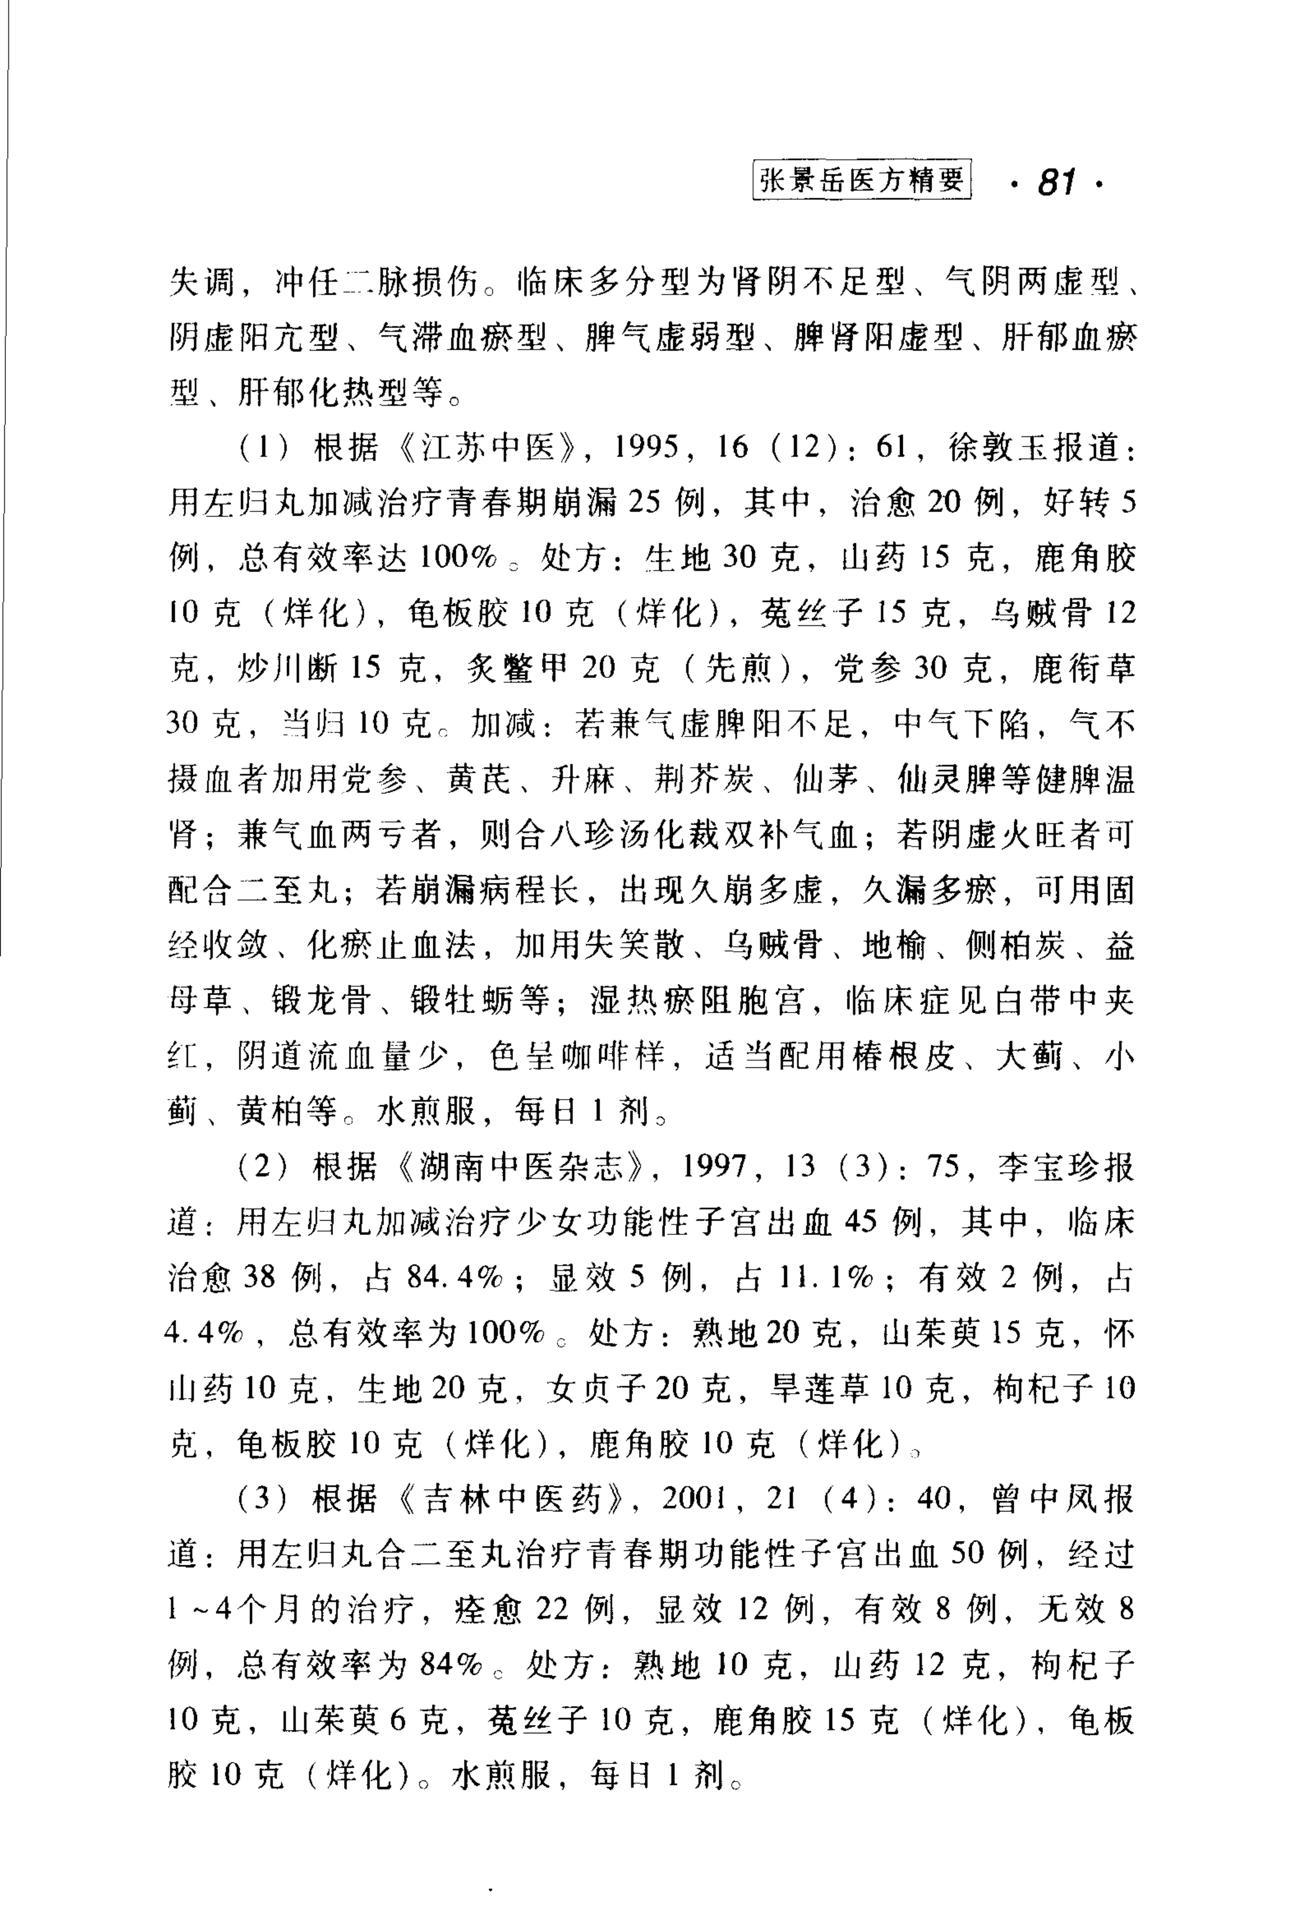 张景岳医方精要 · 81 ·
失调，冲任二脉损伤。临床多分型为肾阴不足型、气阴两虚型、
阴虚阳亢型、气滞血瘀型、脾气虚弱型、脾肾阳虚型、肝郁血瘀
型、肝郁化热型等。
（1）根据《江苏中医》，1995，16（12）：61，徐敦玉报道：
用左归丸加减治疗青春期崩漏25例，其中，治愈20例，好转5
例，总有效率达100%。处方：生地30克，山药15克，鹿角胶
10克（烊化），龟板胶10克（烊化），菟丝子15克，乌贼骨12
克，炒川断15克，炙鳖甲20克（先煎），党参30克，鹿衔草
30克，当归10克。加减：若兼气虚脾阳不足，中气下陷，气不
摄血者加用党参、黄芪、升麻、荆芥炭、仙茅、仙灵脾等健脾温
肾；兼气血两亏者，则合八珍汤化裁双补气血；若阴虚火旺者可
配合二至丸；若崩漏病程长，出现久崩多虚，久漏多瘀，可用固
经收敛、化瘀止血法，加用失笑散、乌贼骨、地榆、侧柏炭、益
母草、锻龙骨、锻牡蛎等；湿热瘀阻胞宫，临床症见白带中夹
红，阴道流血量少，色呈咖啡样，适当配用椿根皮、大蓟、小
蓟、黄柏等。水煎服，每日1剂。
（2）根据《湖南中医杂志》，1997，13（3）：75，李宝珍报
道：用左归丸加减治疗少女功能性子宫出血45例，其中，临床
治愈38例，占84.4%；显效5例，占11.1%；有效2例，占
4.4%，总有效率为100%。处方：熟地20克，山茱萸15克，怀
山药10克，生地20克，女贞子20克，旱莲草10克，枸杞子10
克，龟板胶10克（烊化），鹿角胶10克（烊化）。
（3）根据《吉林中医药》，2001，21（4）：40，曾中凤报
道：用左归丸合二至丸治疗青春期功能性子宫出血50例，经过
1~4个月的治疗，痊愈22例，显效12例，有效8例，无效8
例，总有效率为84%。处方：熟地10克，山药12克，枸杞子
10克，山茱萸6克，菟丝子10克，鹿角胶15克（烊化），龟板
胶10克（烊化）。水煎服，每日1剂。